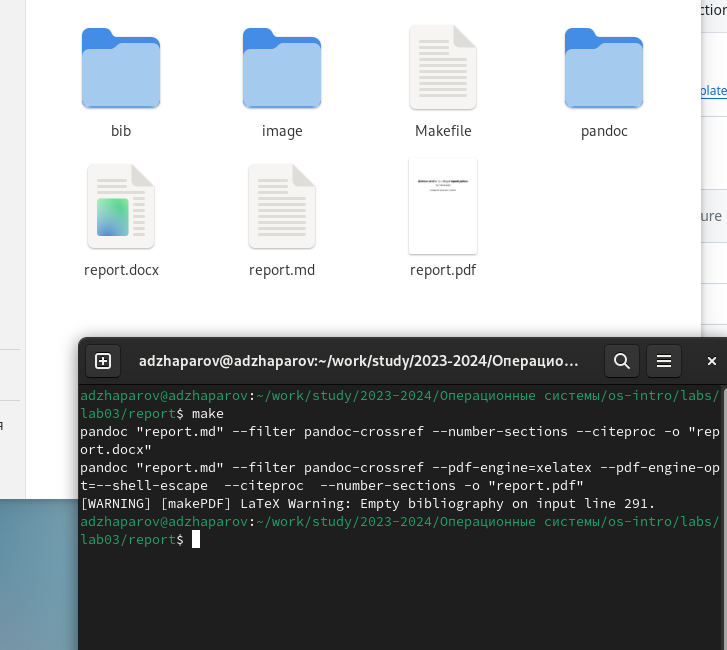 ction
bib
image
Makefile
pandoc
plate
ure
report.docx
report.md
report.pdf
adzhaparov@adzhaparov:~/work/study/2023-2024/Операцио...
adzhaparov@adzhaparov:~/work/study/2023-2024/Операционные системы/os-intro/labs/
lab03/report$ make
pandoc "report.md" --filter pandoc-crossref --number-sections --citeproc -o "rep
ort.docx"
pandoc "report.md" --filter pandoc-crossref --pdf-engine=xelatex --pdf-engine-op
t=--shell-escape  --citeproc  --number-sections -o "report.pdf"
[WARNING] [makePDF] LaTeX Warning: Empty bibliography on input line 291.
adzhaparov@adzhaparov:~/work/study/2023-2024/Операционные системы/os-intro/labs/
lab03/report$
я